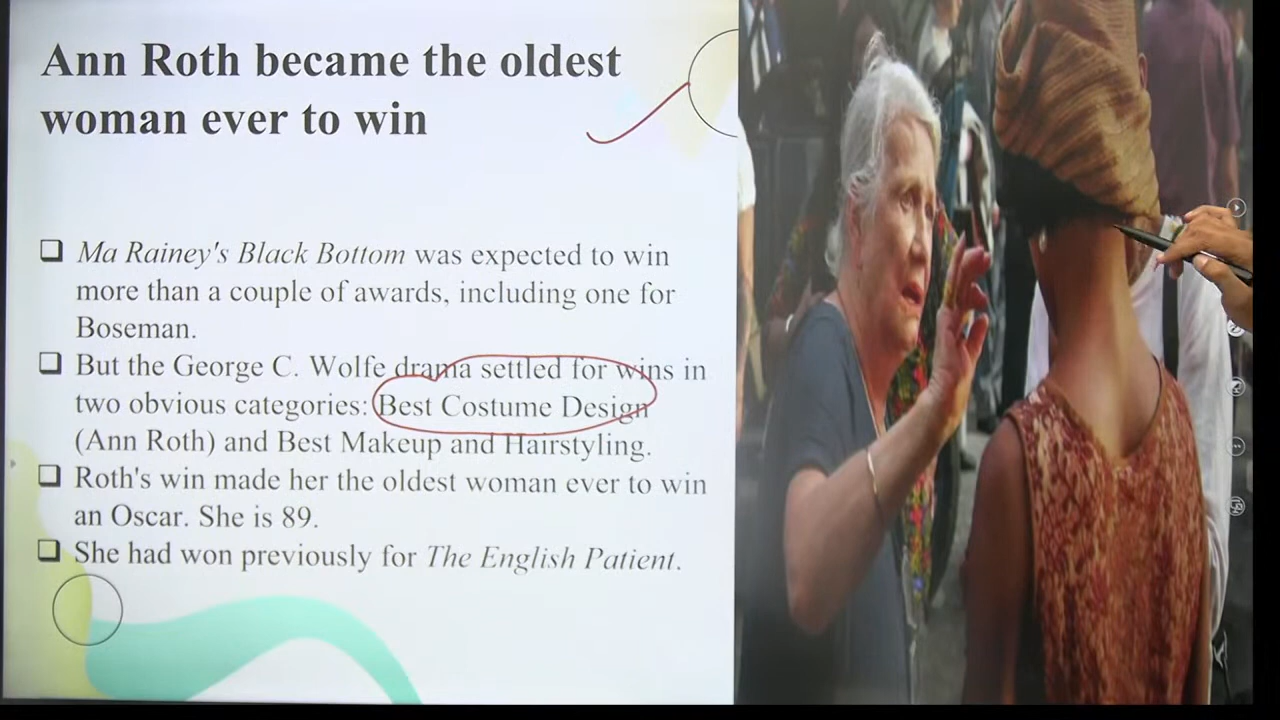 Ann Roth became the oldest
woman ever to win
Ma Rainey's Black Bottom was expected to win
more than a couple of awards, including one for
Boseman.
But the George C. Wolfe drama settled for wins in
two obvious categories: Best Costume Design
(Ann Roth) and Best Makeup and Hairstyling.
Roth's win made her the oldest woman ever to win
an Oscar. She is 89.
She had won previously for The English Patient.